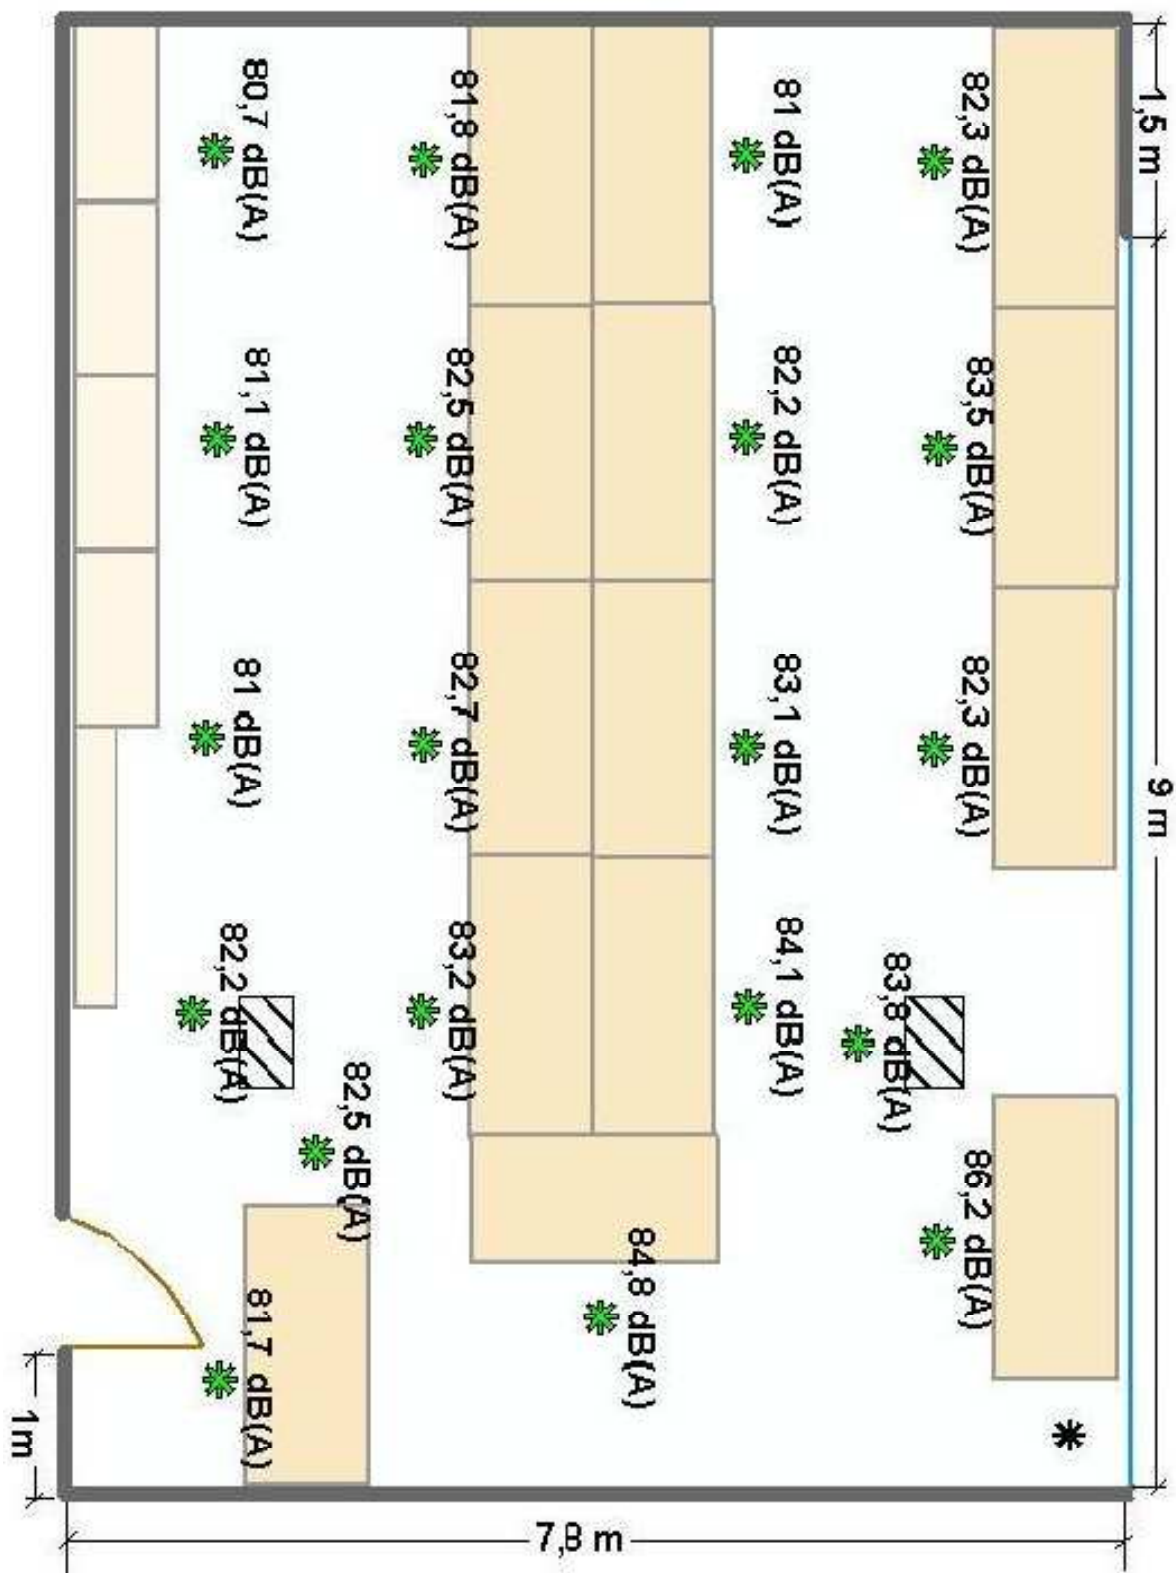 80,7 dB(A)
81,8 dB(A)
81 dB(A)
82,3 dB(A)
1,5 m
81,1 dB(A)
82,5 dB(A)
82,2 dB(A)
83,5 dB(A)
81 dB(A)
82,7 dB(A)
83,1 dB(A)
82,3 dB(A)
9 m
82,2 dB(A)
83,2 dB(A)
84,1 dB(A)
83,8 dB(A)
82,5 dB(A)
86,2 dB(A)
84,8 dB(A)
81,7 dB(A)
1m
7,8 m